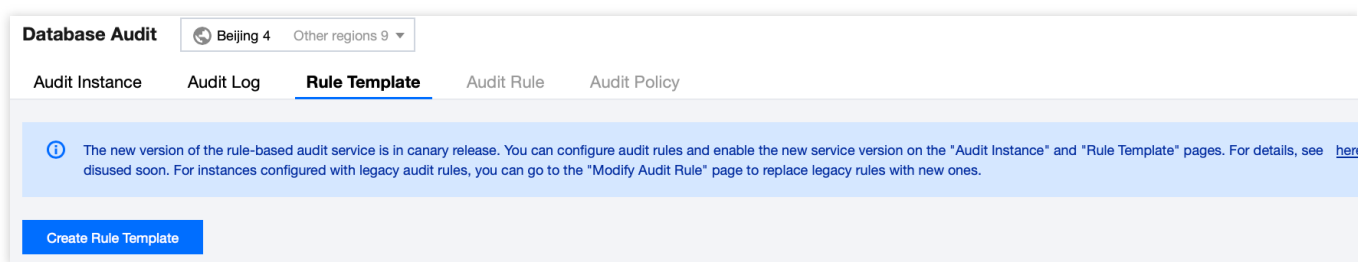 Database Audit Beijing 4 Other regions 9
Audit Instance Audit Log Rule Template Audit Rule Audit Policy
The new version of the rule-based audit service is in canary release. You can configure audit rules and enable the new service version on the "Audit Instance" and "Rule Template" pages. For details, see here
disused soon. For instances configured with legacy audit rules, you can go to the "Modify Audit Rule" page to replace legacy rules with new ones.
Create Rule Template